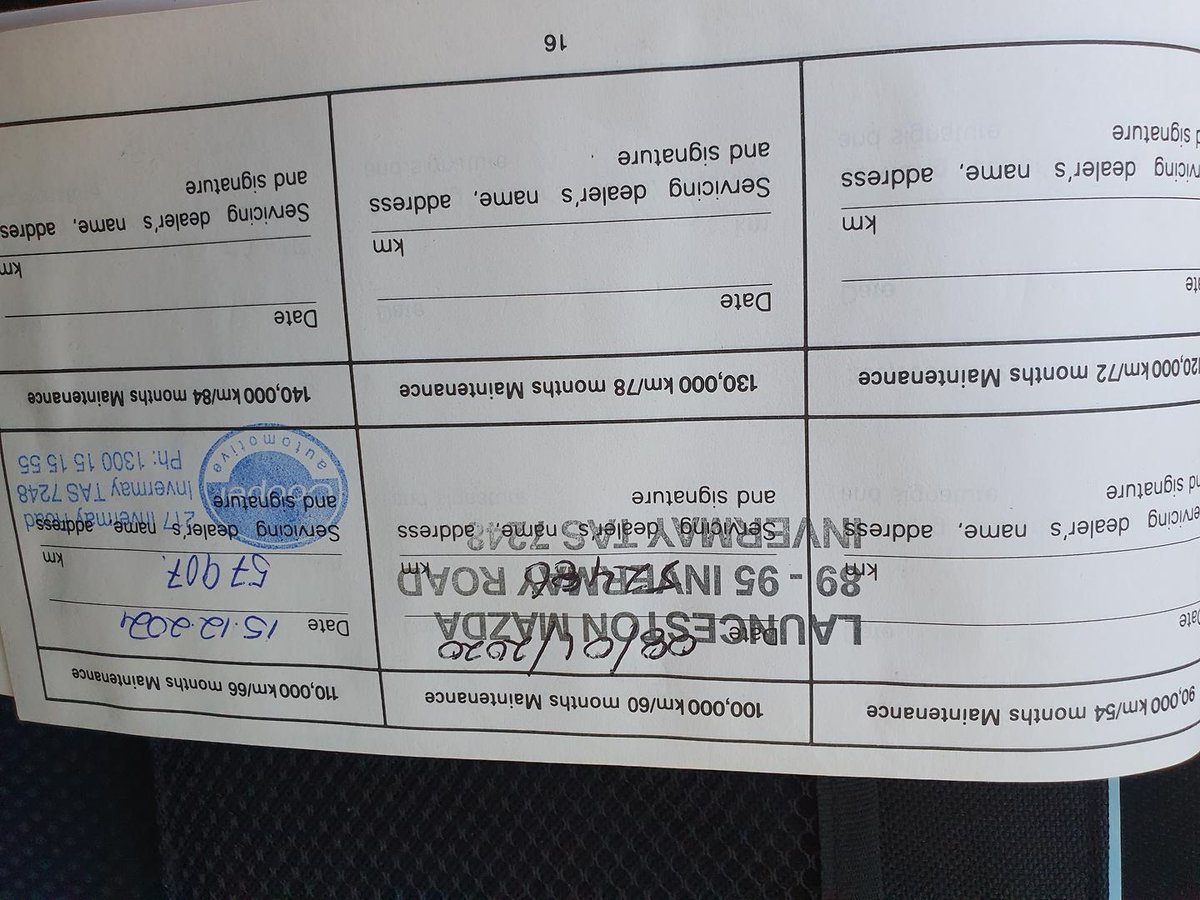 90,000 km/54 months Maintenance
Date
km
Servicing dealer's name, address
and signature
100,000 km/60 months Maintenance
Date 08/01/2020
km
Servicing dealer's name, address
and signature
LAUNCESTON MAZDA
89 - 95 INVERMAY ROAD
INVERMAY TAS 7248
110,000 km/66 months Maintenance
Date 15.12.2024
57907. km
Servicing dealer's name, address
and signature
Cooper
automotive
217 Invermay Road
Invermay TAS 7248
Ph: 1300 15 15 55
120,000 km/72 months Maintenance
Date
km
Servicing dealer's name, address
and signature
130,000 km/78 months Maintenance
Date
km
Servicing dealer's name, address
and signature
140,000 km/84 months Maintenance
Date
km
Servicing dealer's name, address
and signature
16